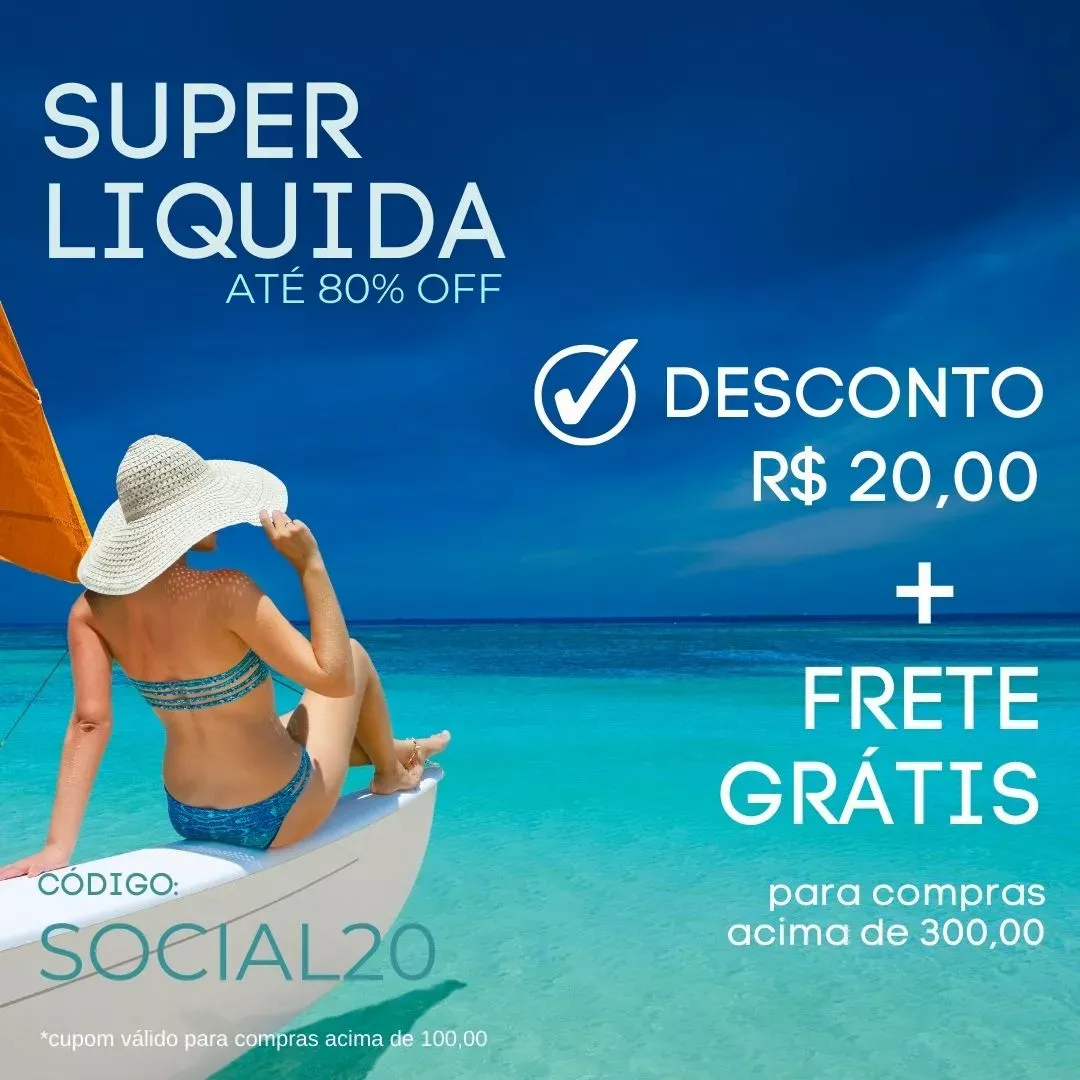 SUPER
LIQUIDA
ATÉ 80% OFF
DESCONTO
R$ 20,00
+
FRETE
GRÁTIS
para compras
acima de 300,00
CÓDIGO:
SOCIAL20
*cupom válido para compras acima de 100,00